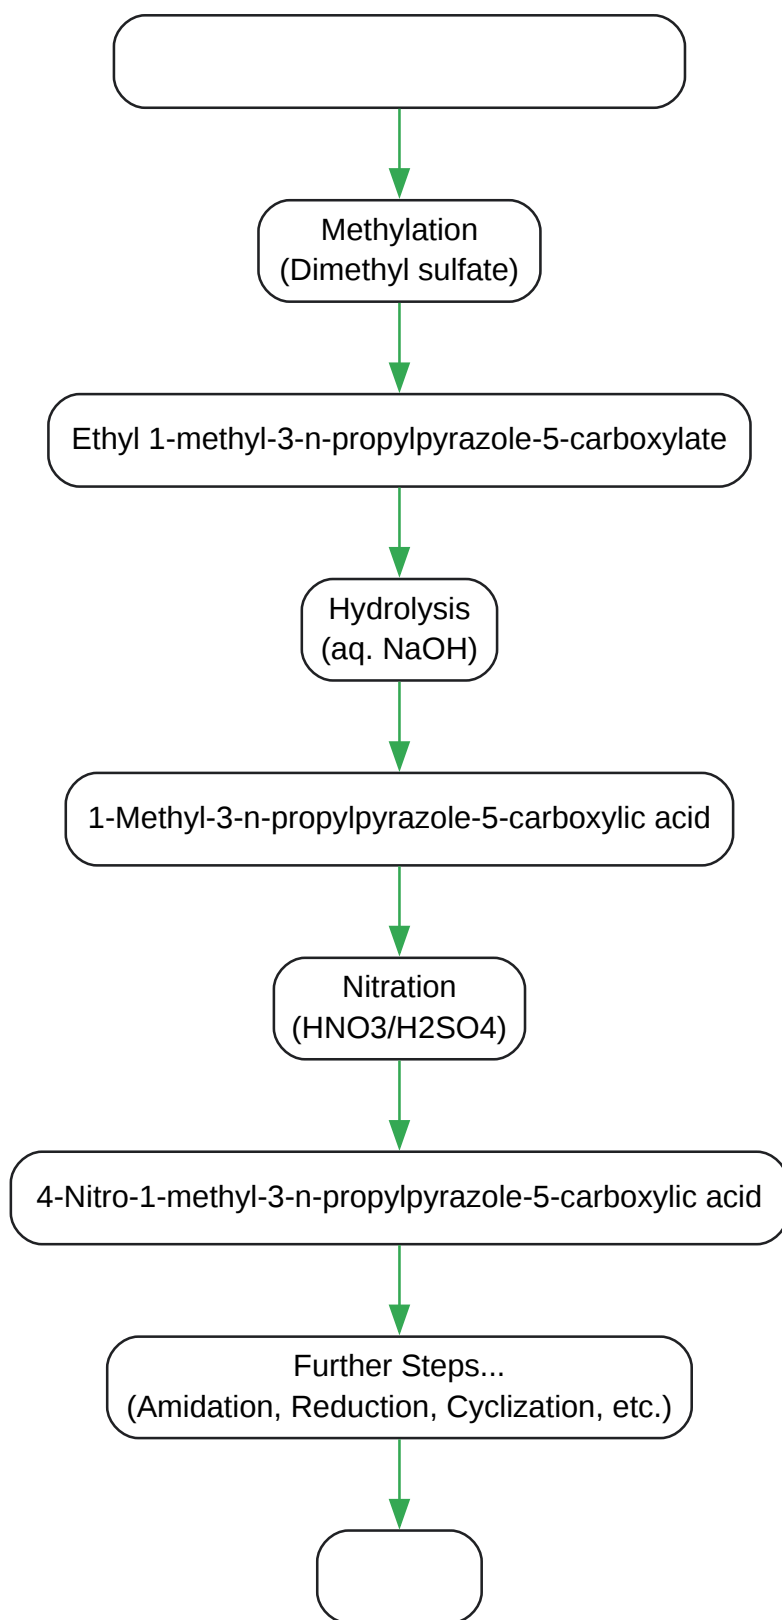 Methylation
(Dimethyl sulfate)
Ethyl 1-methyl-3-n-propylpyrazole-5-carboxylate
Hydrolysis
(aq. NaOH)
1-Methyl-3-n-propylpyrazole-5-carboxylic acid
Nitration
(HNO3/H2SO4)
4-Nitro-1-methyl-3-n-propylpyrazole-5-carboxylic acid
Further Steps...
(Amidation, Reduction, Cyclization, etc.)